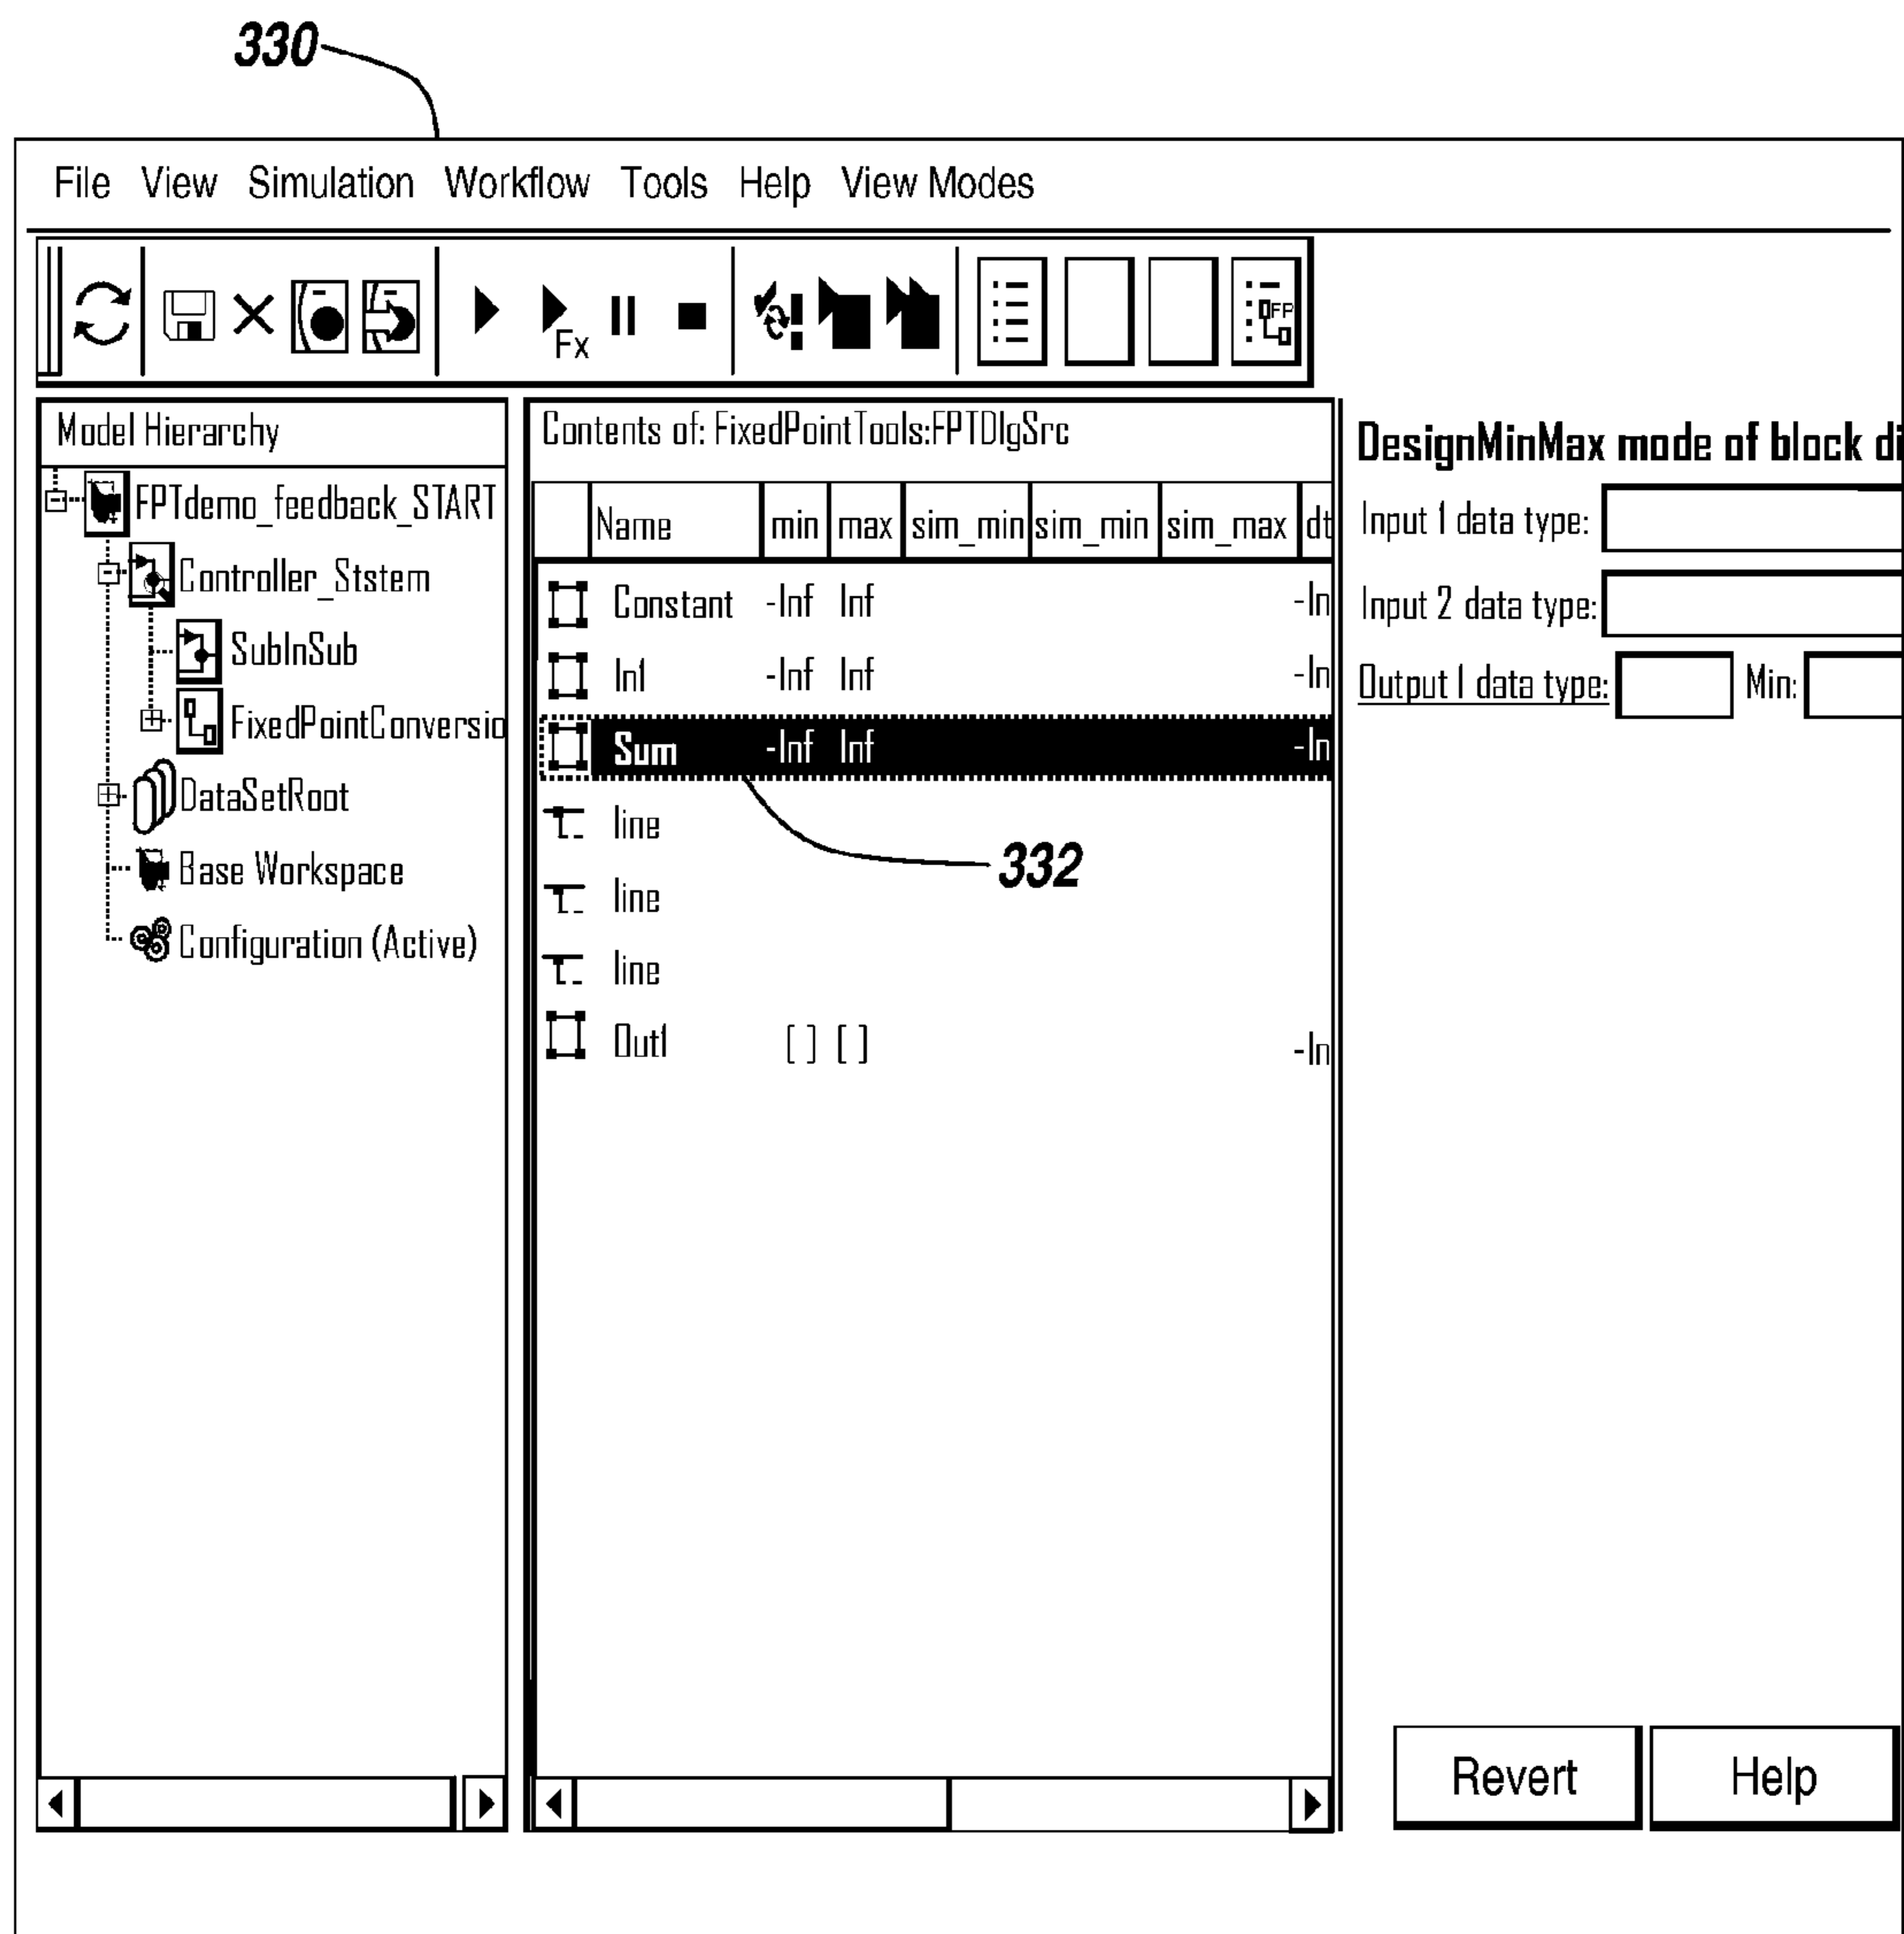 330
File View Simulation Workflow Tools Help View Modes
Fx
FP
Model Hierarchy
FPTdemo_feedback_START
Controller_Ststem
SubInSub
FixedPointConversio
DataSetRoot
Base Workspace
Configuration (Active)
Contents of: FixedPointTools:FPTDlgSrc
Name min max sim_min sim_min sim_max dt
Constant -Inf Inf -In
In1 -Inf Inf -In
Sum -Inf Inf -In
line
332
line
line
Out1 [ ] [ ] -In
DesignMinMax mode of block di
Input 1 data type:
Input 2 data type:
Output 1 data type: Min:
Revert Help